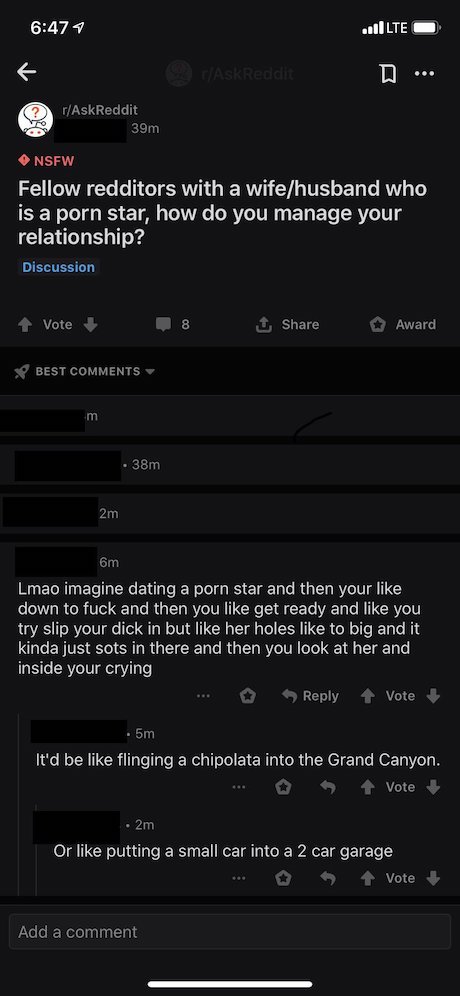 6:47
LTE
r/AskReddit
r/AskReddit
39m
NSFW
Fellow redditors with a wife/husband who
is a porn star, how do you manage your
relationship?
Discussion
Vote
8
Share
Award
BEST COMMENTS
m
• 38m
2m
6m
Lmao imagine dating a porn star and then your like
down to fuck and then you like get ready and like you
try slip your dick in but like her holes like to big and it
kinda just sots in there and then you look at her and
inside your crying
Reply
Vote
• 5m
It'd be like flinging a chipolata into the Grand Canyon.
Vote
• 2m
Or like putting a small car into a 2 car garage
Vote
Add a comment